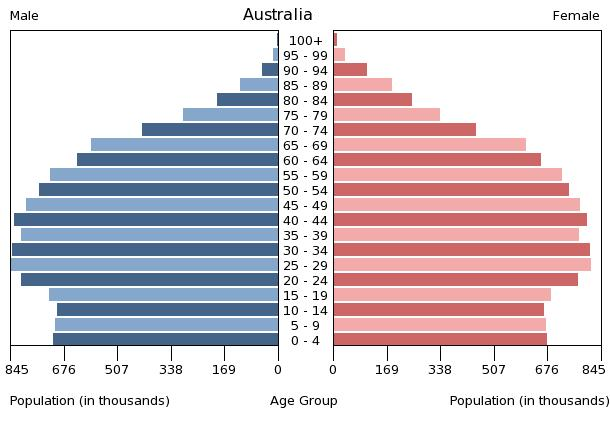 Male Australia Female
100+
95 - 99
90 - 94
85 - 89
80 - 84
75 - 79
70 - 74
65 - 69
60 - 64
55 - 59
50 - 54
45 - 49
40 - 44
35 - 39
30 - 34
25 - 29
20 - 24
15 - 19
10 - 14
5 - 9
0 - 4
845 676 507 338 169 0 0 169 338 507 676 845
Population (in thousands) Age Group Population (in thousands)